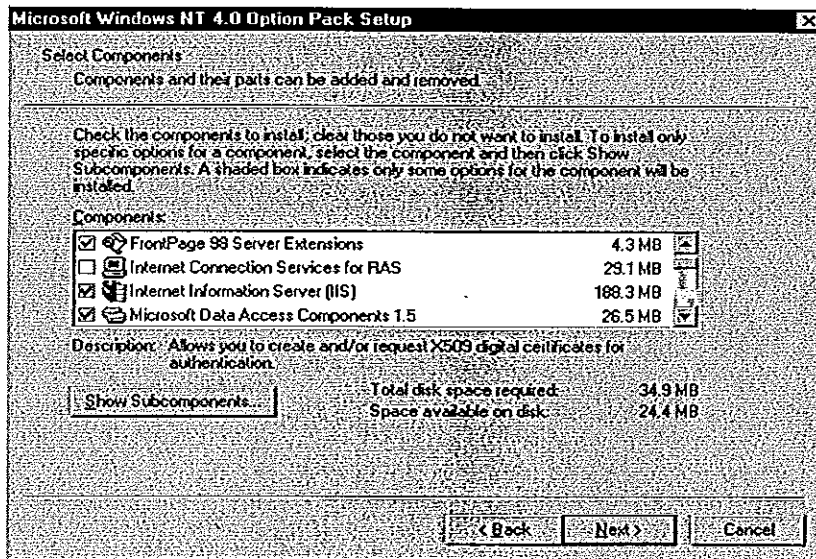 Microsoft Windows NT 4.0 Option Pack Setup
Select Components
Components and their parts can be added and removed.
Check the components to install, clear those you do not want to install. To install only
specific options for a component, select the component and then click Show
Subcomponents. A shaded box indicates only some options for the component will be
installed.
Components:
FrontPage 98 Server Extensions 4.3 MB
Internet Connection Services for RAS 29.1 MB
Internet Information Server (IIS) 188.3 MB
Microsoft Data Access Components 1.5 26.5 MB
Description: Allows you to create and/or request X509 digital certificates for
authentication.
Show Subcomponents... Total disk space required: 34.9 MB
Space available on disk: 24.4 MB
< Back Next > Cancel